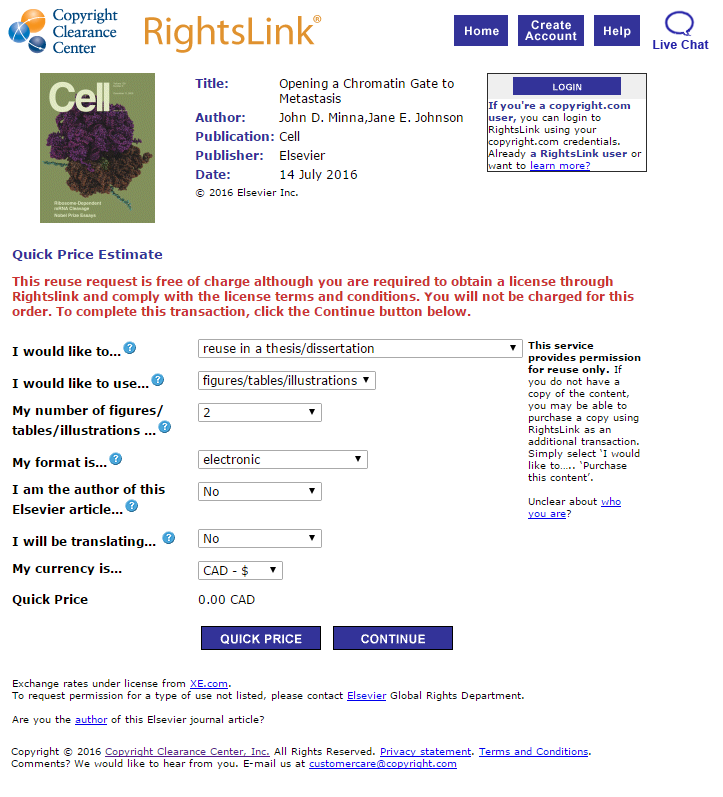 Copyright
Clearance
Center
RightsLink®
Home
Create
Account
Help
Live Chat
Cell
Ribosome-Dependent
mRNA Cleavage
Nobel Prize Essays
Title: Opening a Chromatin Gate to
Metastasis
Author: John D. Minna,Jane E. Johnson
Publication: Cell
Publisher: Elsevier
Date: 14 July 2016
© 2016 Elsevier Inc.
LOGIN
If you're a copyright.com
user, you can login to
RightsLink using your
copyright.com credentials.
Already a RightsLink user or
want to learn more?
Quick Price Estimate
This reuse request is free of charge although you are required to obtain a license through
Rightslink and comply with the license terms and conditions. You will not be charged for this
order. To complete this transaction, click the Continue button below.
I would like to... ? reuse in a thesis/dissertation
I would like to use... ? figures/tables/illustrations
My number of figures/
tables/illustrations ... ? 2
My format is... ? electronic
I am the author of this
Elsevier article... ? No
I will be translating... ? No
My currency is... CAD - $
Quick Price 0.00 CAD
QUICK PRICE CONTINUE
This service
provides permission
for reuse only. If
you do not have a
copy of the content,
you may be able to
purchase a copy using
RightsLink as an
additional transaction.
Simply select 'I would
like to..... 'Purchase
this content'.
Unclear about who
you are?
Exchange rates under license from XE.com.
To request permission for a type of use not listed, please contact Elsevier Global Rights Department.
Are you the author of this Elsevier journal article?
Copyright © 2016 Copyright Clearance Center, Inc. All Rights Reserved. Privacy statement. Terms and Conditions.
Comments? We would like to hear from you. E-mail us at customercare@copyright.com